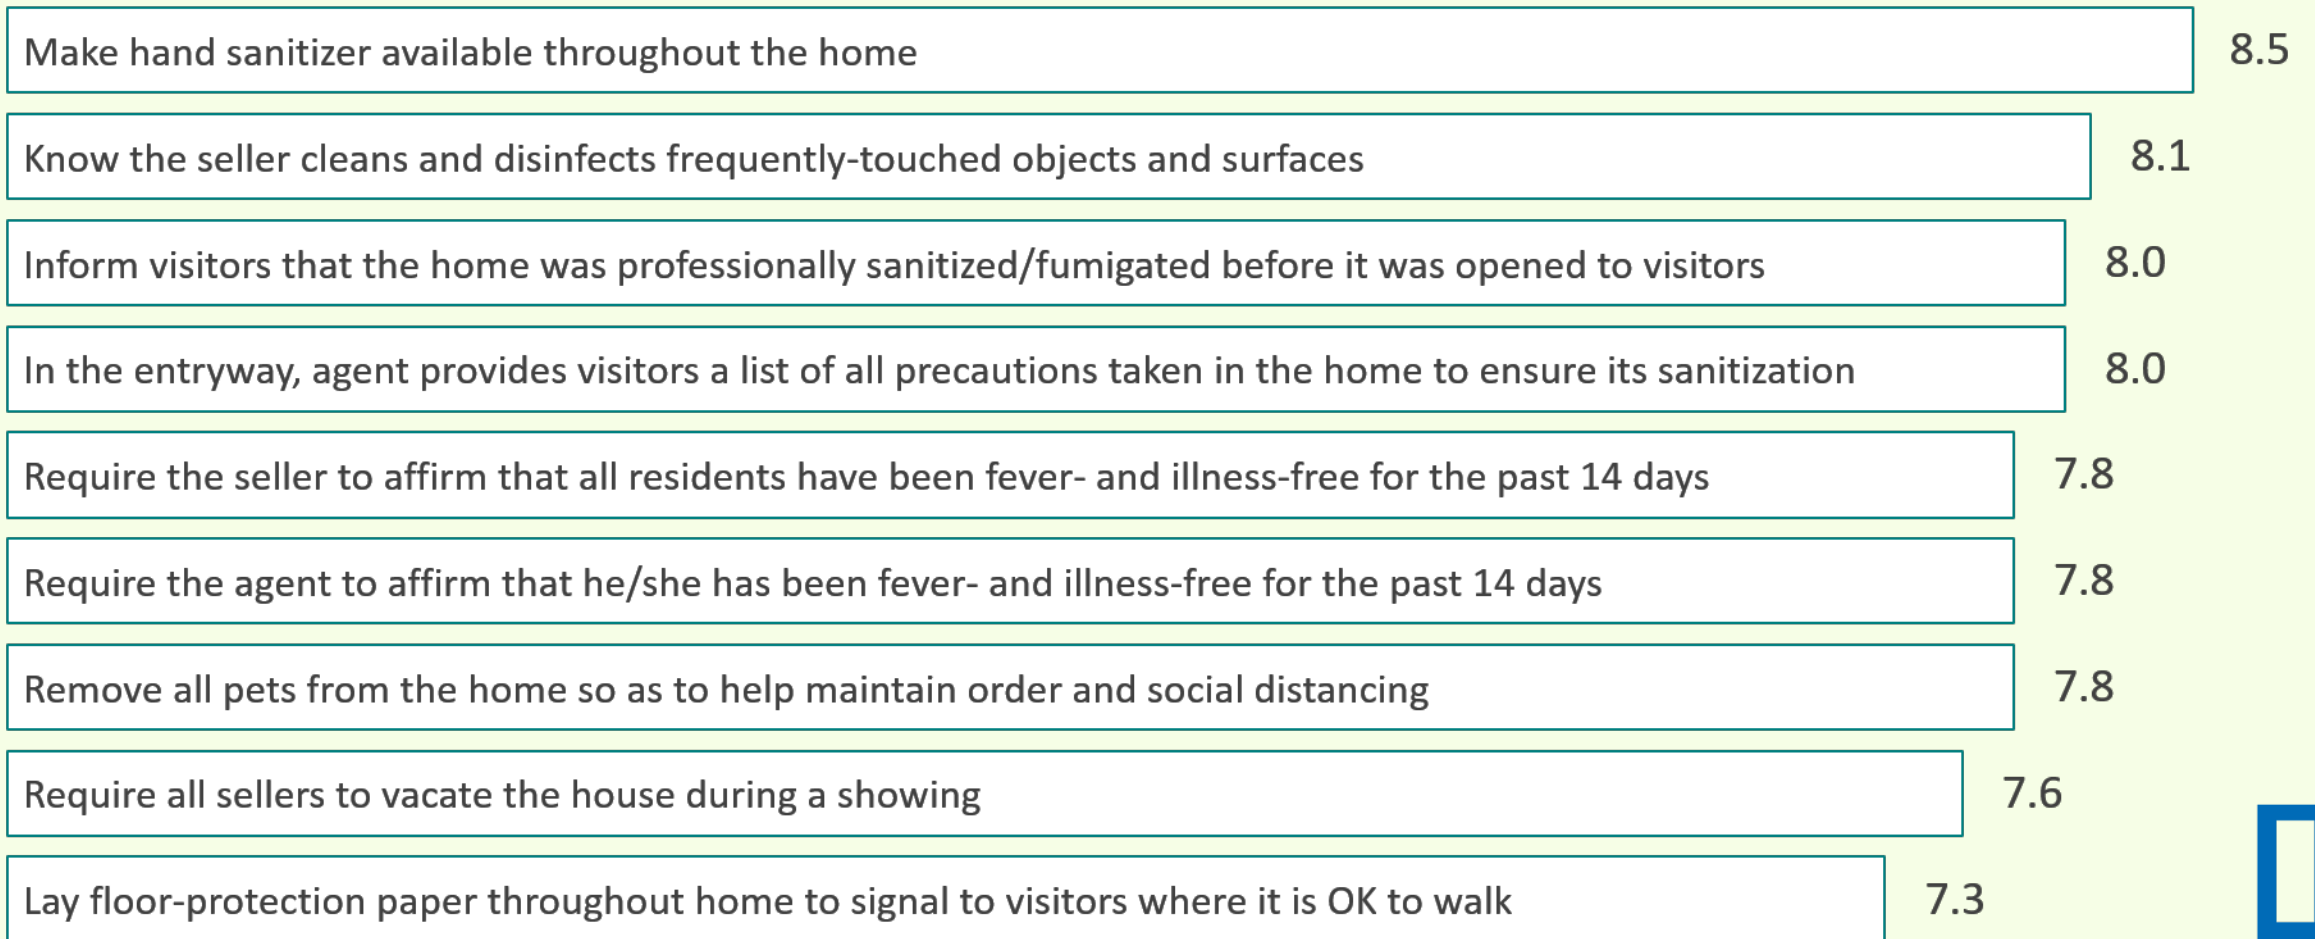 Make hand sanitizer available throughout the home 8.5
Know the seller cleans and disinfects frequently-touched objects and surfaces 8.1
Inform visitors that the home was professionally sanitized/fumigated before it was opened to visitors 8.0
In the entryway, agent provides visitors a list of all precautions taken in the home to ensure its sanitization 8.0
Require the seller to affirm that all residents have been fever- and illness-free for the past 14 days 7.8
Require the agent to affirm that he/she has been fever- and illness-free for the past 14 days 7.8
Remove all pets from the home so as to help maintain order and social distancing 7.8
Require all sellers to vacate the house during a showing 7.6
Lay floor-protection paper throughout home to signal to visitors where it is OK to walk 7.3